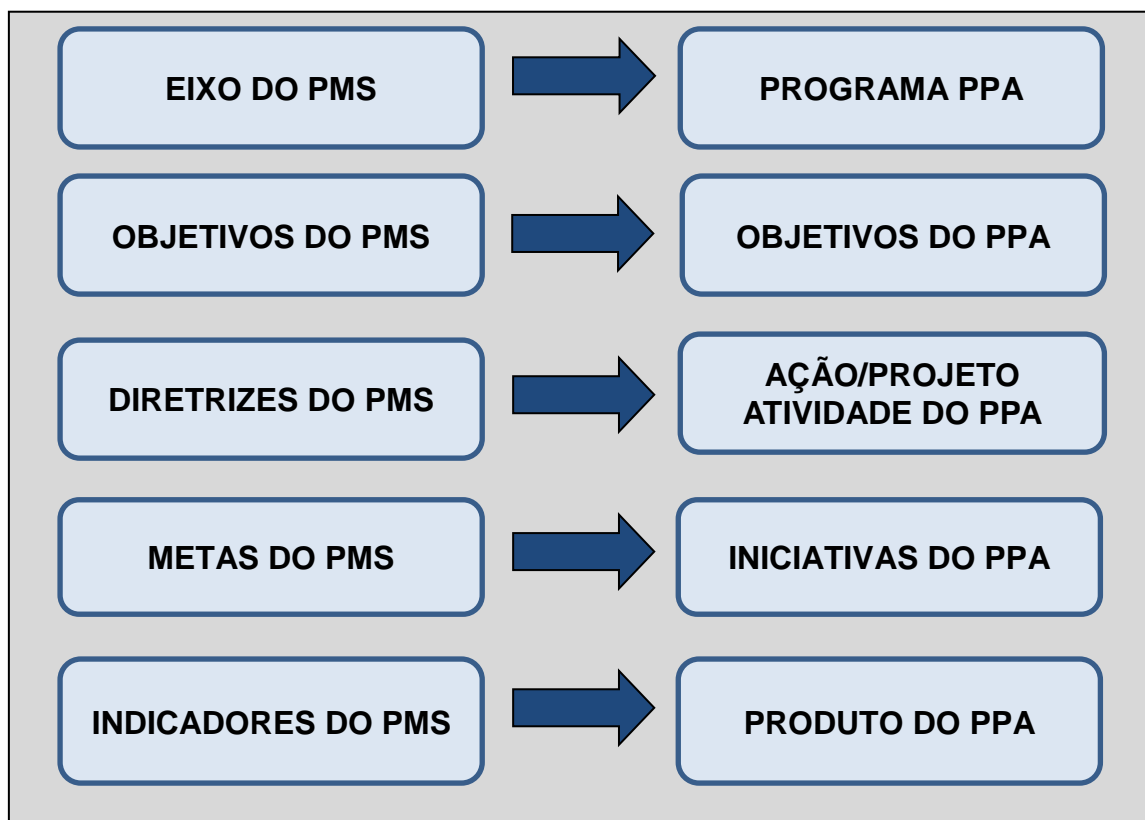 EIXO DO PMS
PROGRAMA PPA
OBJETIVOS DO PMS
OBJETIVOS DO PPA
DIRETRIZES DO PMS
AÇÃO/PROJETO
ATIVIDADE DO PPA
METAS DO PMS
INICIATIVAS DO PPA
INDICADORES DO PMS
PRODUTO DO PPA